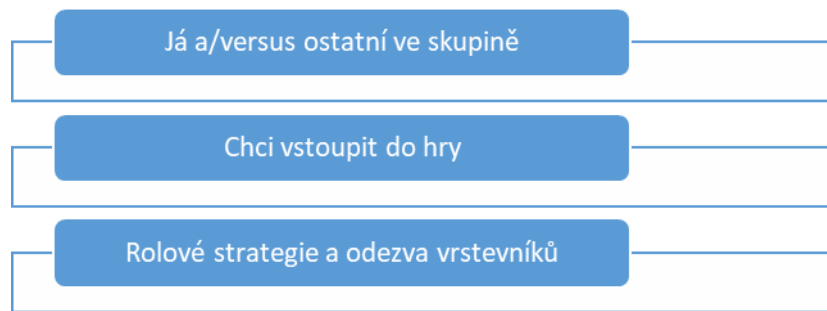 Já a/versus ostatní ve skupině
Chci vstoupit do hry
Rolové strategie a odezva vrstevníků